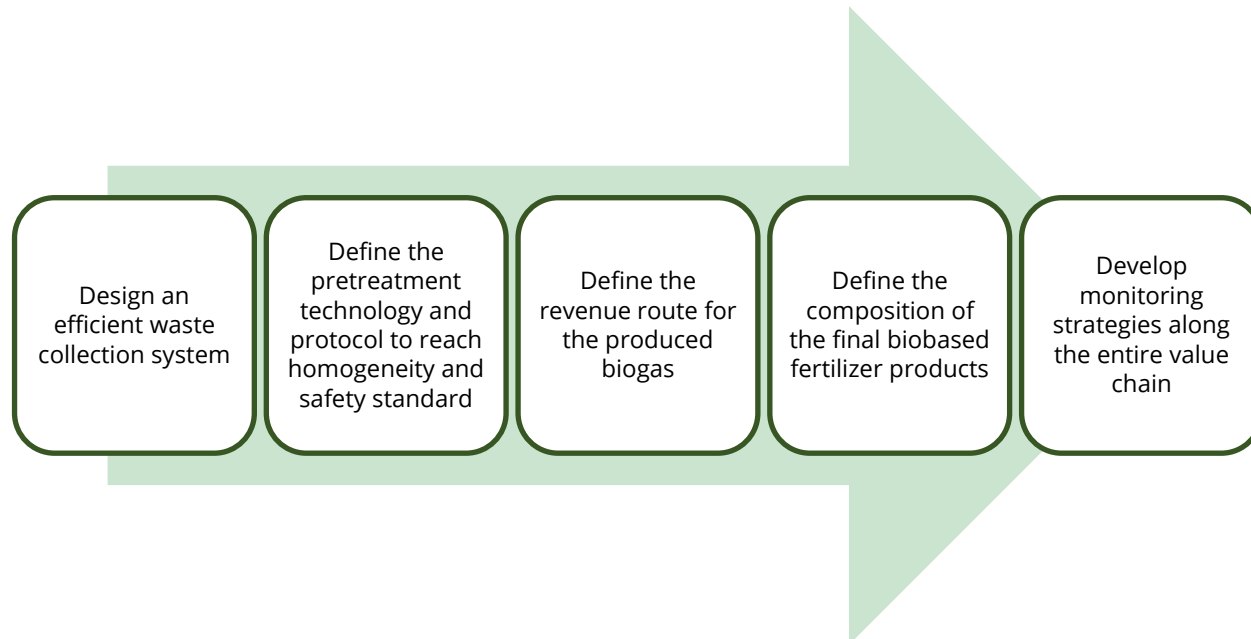 Design an
efficient waste
collection system
Define the
pretreatment
technology and
protocol to reach
homogeneity and
safety standard
Define the
revenue route for
the produced
biogas
Define the
composition of
the final biobased
fertilizer products
Develop
monitoring
strategies along
the entire value
chain